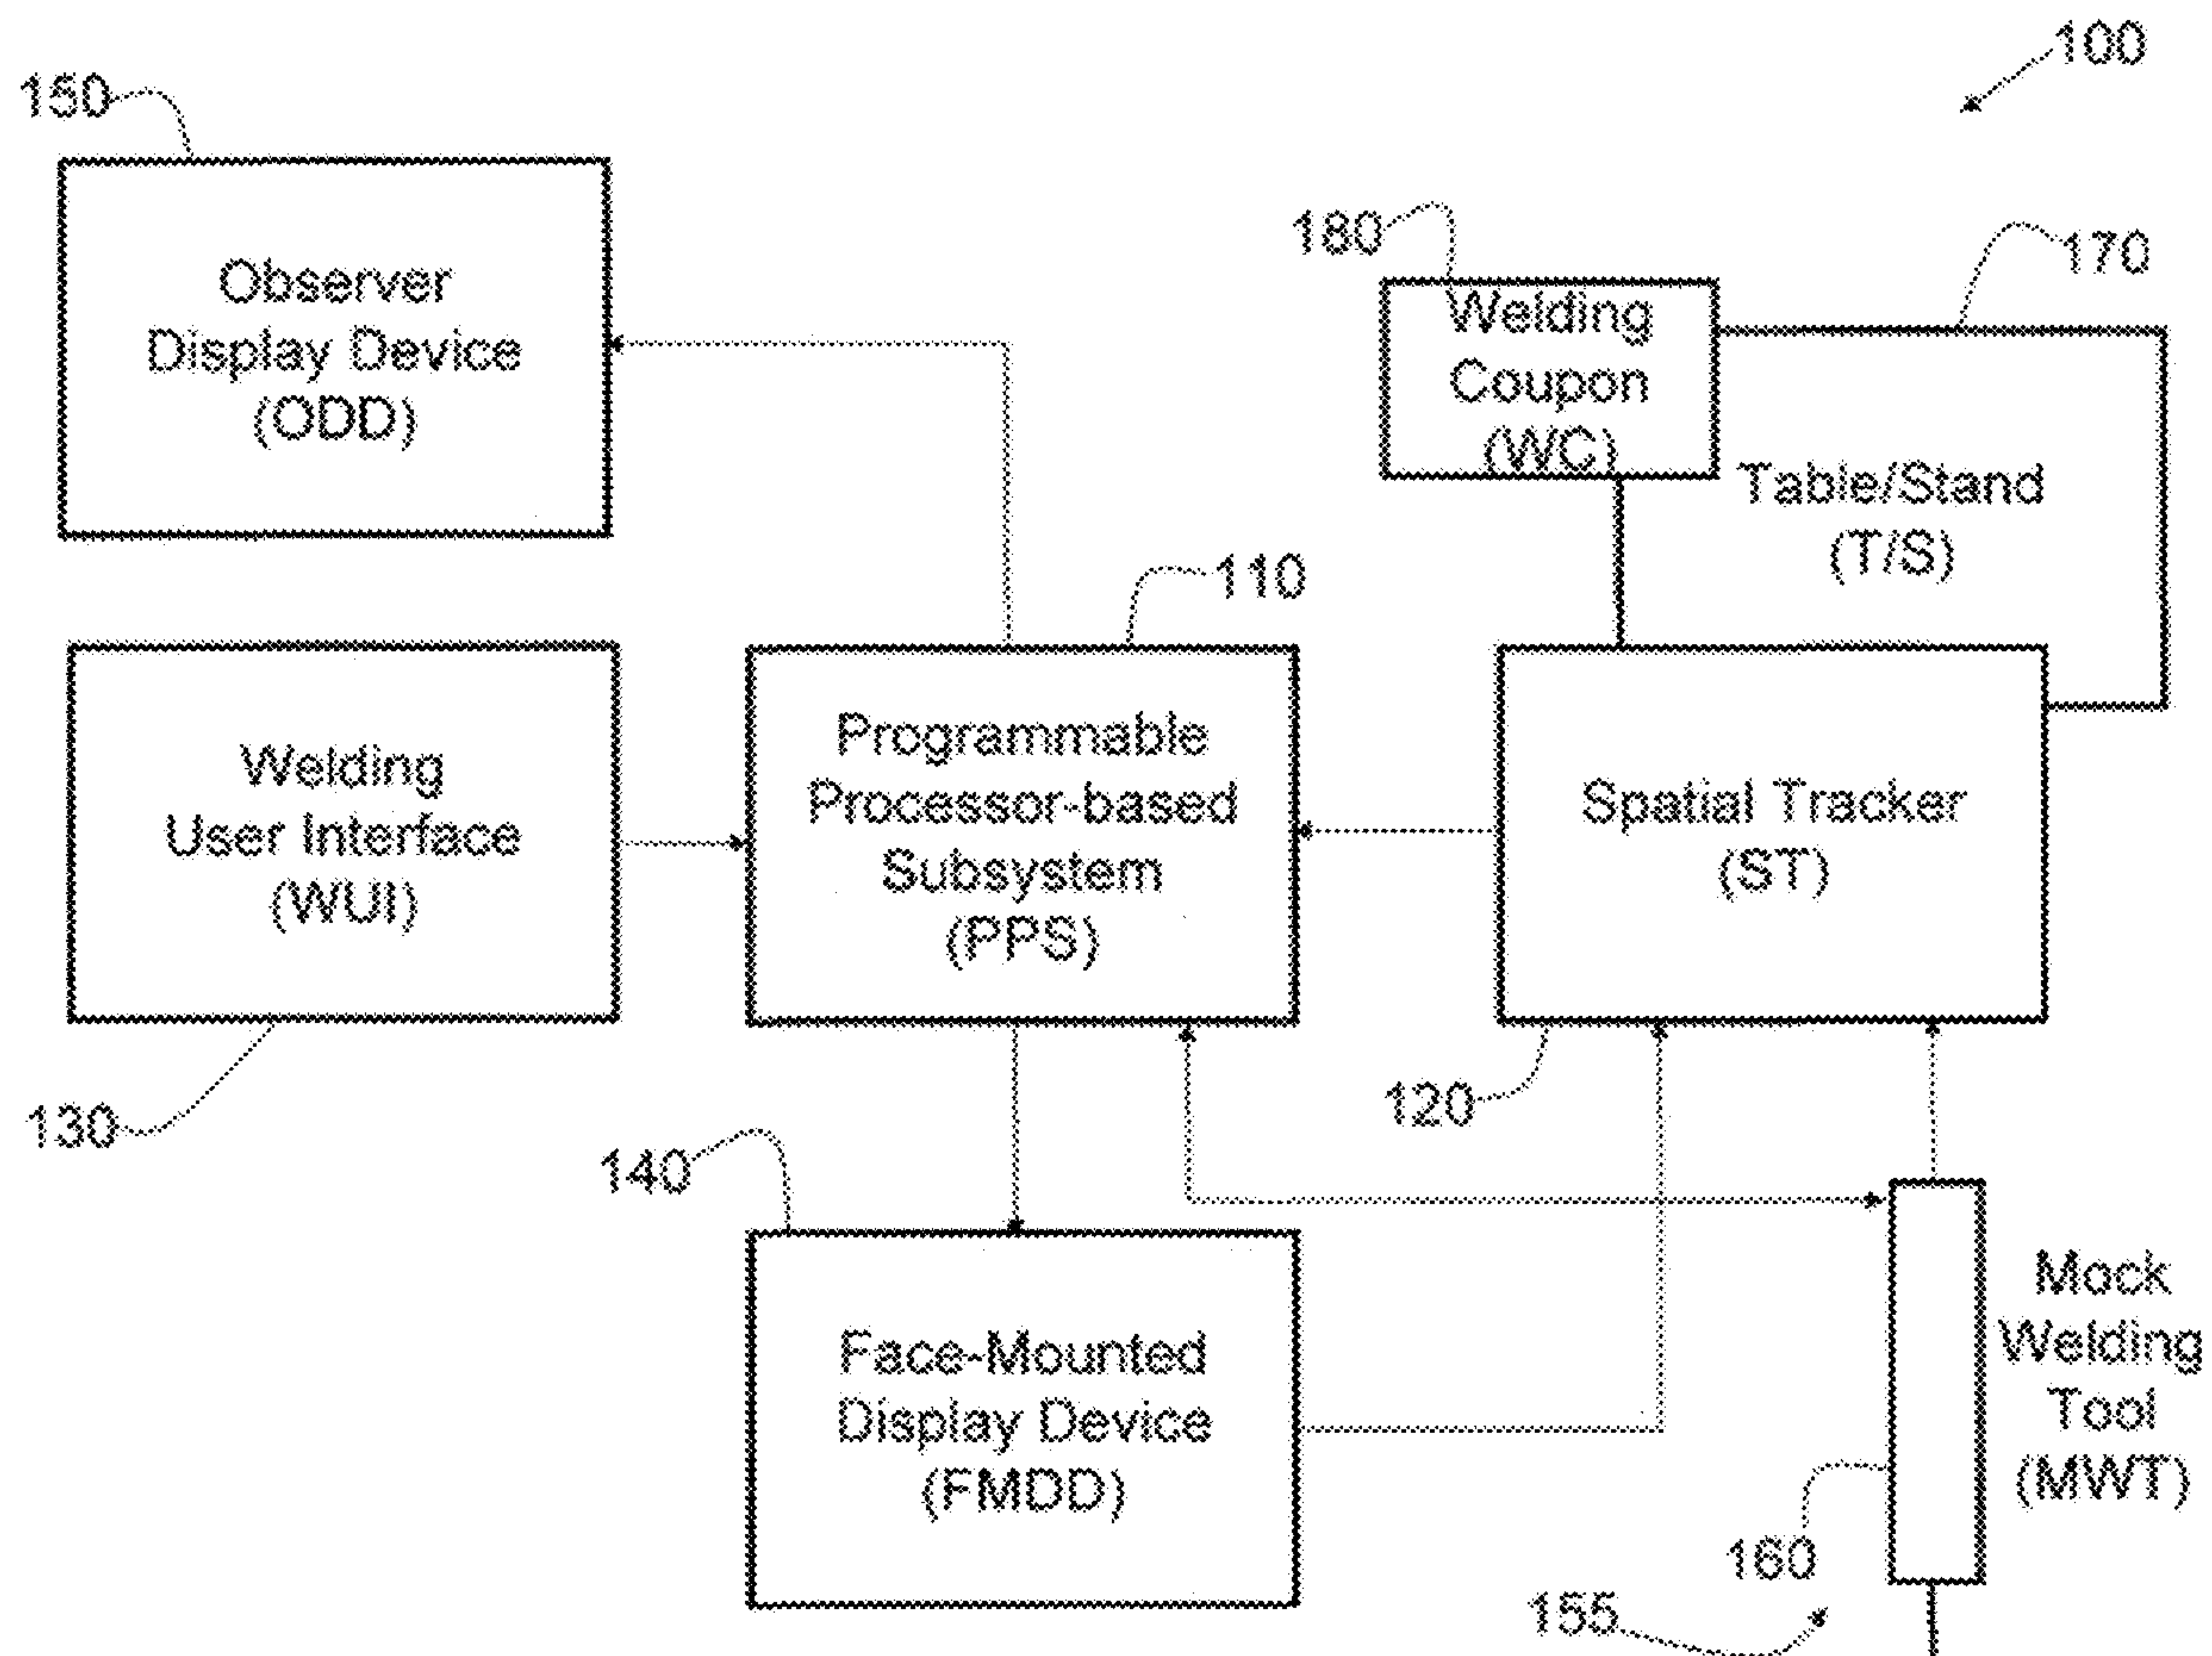 100
150
Observer
Display Device
(ODD)
180
Welding
Coupon
(WC)
170
Table/Stand
(T/S)
110
Welding
User Interface
(WUI)
130
Programmable
Processor-based
Subsystem
(PPS)
Spatial Tracker
(ST)
120
140
Face-Mounted
Display Device
(FMDD)
Mock
Welding
Tool
(MWT)
160
155